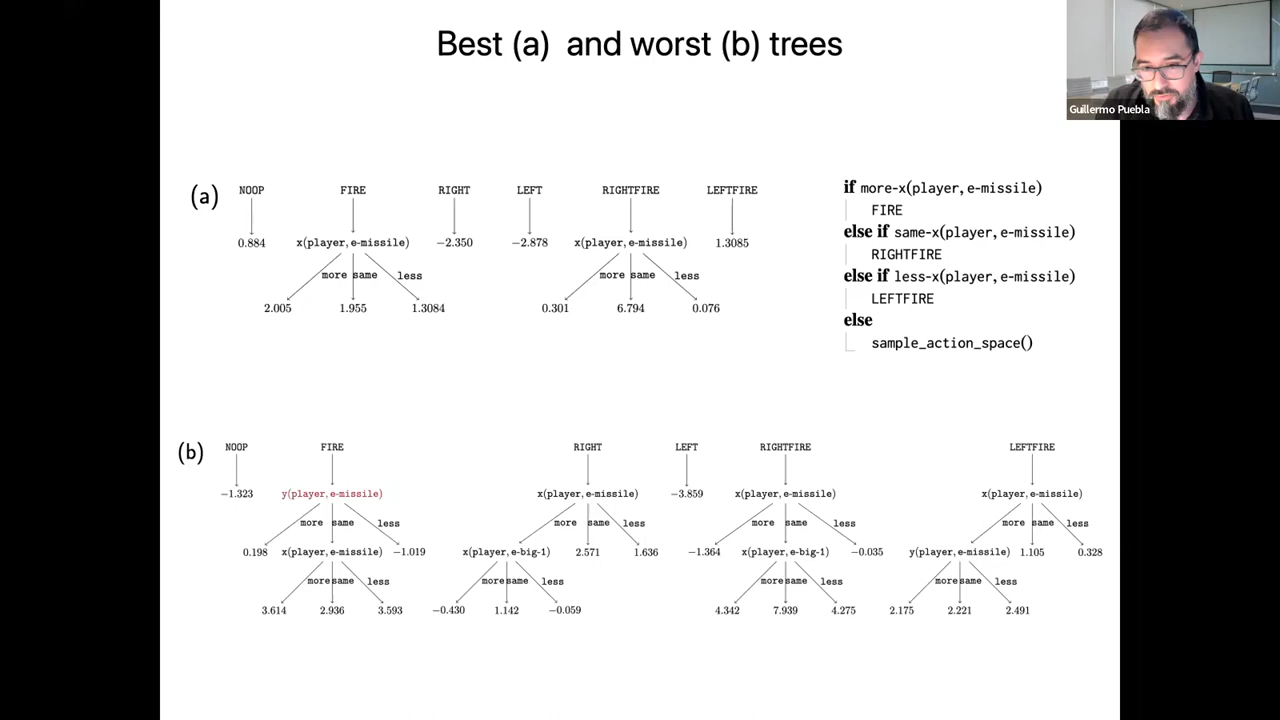 Best (a) and worst (b) trees
Guillermo Puebla
(a)
NOOP FIRE RIGHT LEFT RIGHTFIRE LEFTFIRE
0.884 x(player, e-missile) −2.350 −2.878 x(player, e-missile) 1.3085
more same less more same less
2.005 1.955 1.3084 0.301 6.794 0.076
if more-x(player, e-missile)
FIRE
else if same-x(player, e-missile)
RIGHTFIRE
else if less-x(player, e-missile)
LEFTFIRE
else
sample_action_space()
(b)
NOOP FIRE RIGHT LEFT RIGHTFIRE LEFTFIRE
−1.323 y(player, e-missile) x(player, e-missile) −3.859 x(player, e-missile) x(player, e-missile)
more same less more same less more same less more same less
0.198 x(player, e-missile) −1.019 x(player, e-big-1) 2.571 1.636 −1.364 x(player, e-big-1) −0.035 y(player, e-missile) 1.105 0.328
more same less more same less more same less more same less
3.614 2.936 3.593 −0.430 1.142 −0.059 4.342 7.939 4.275 2.175 2.221 2.491